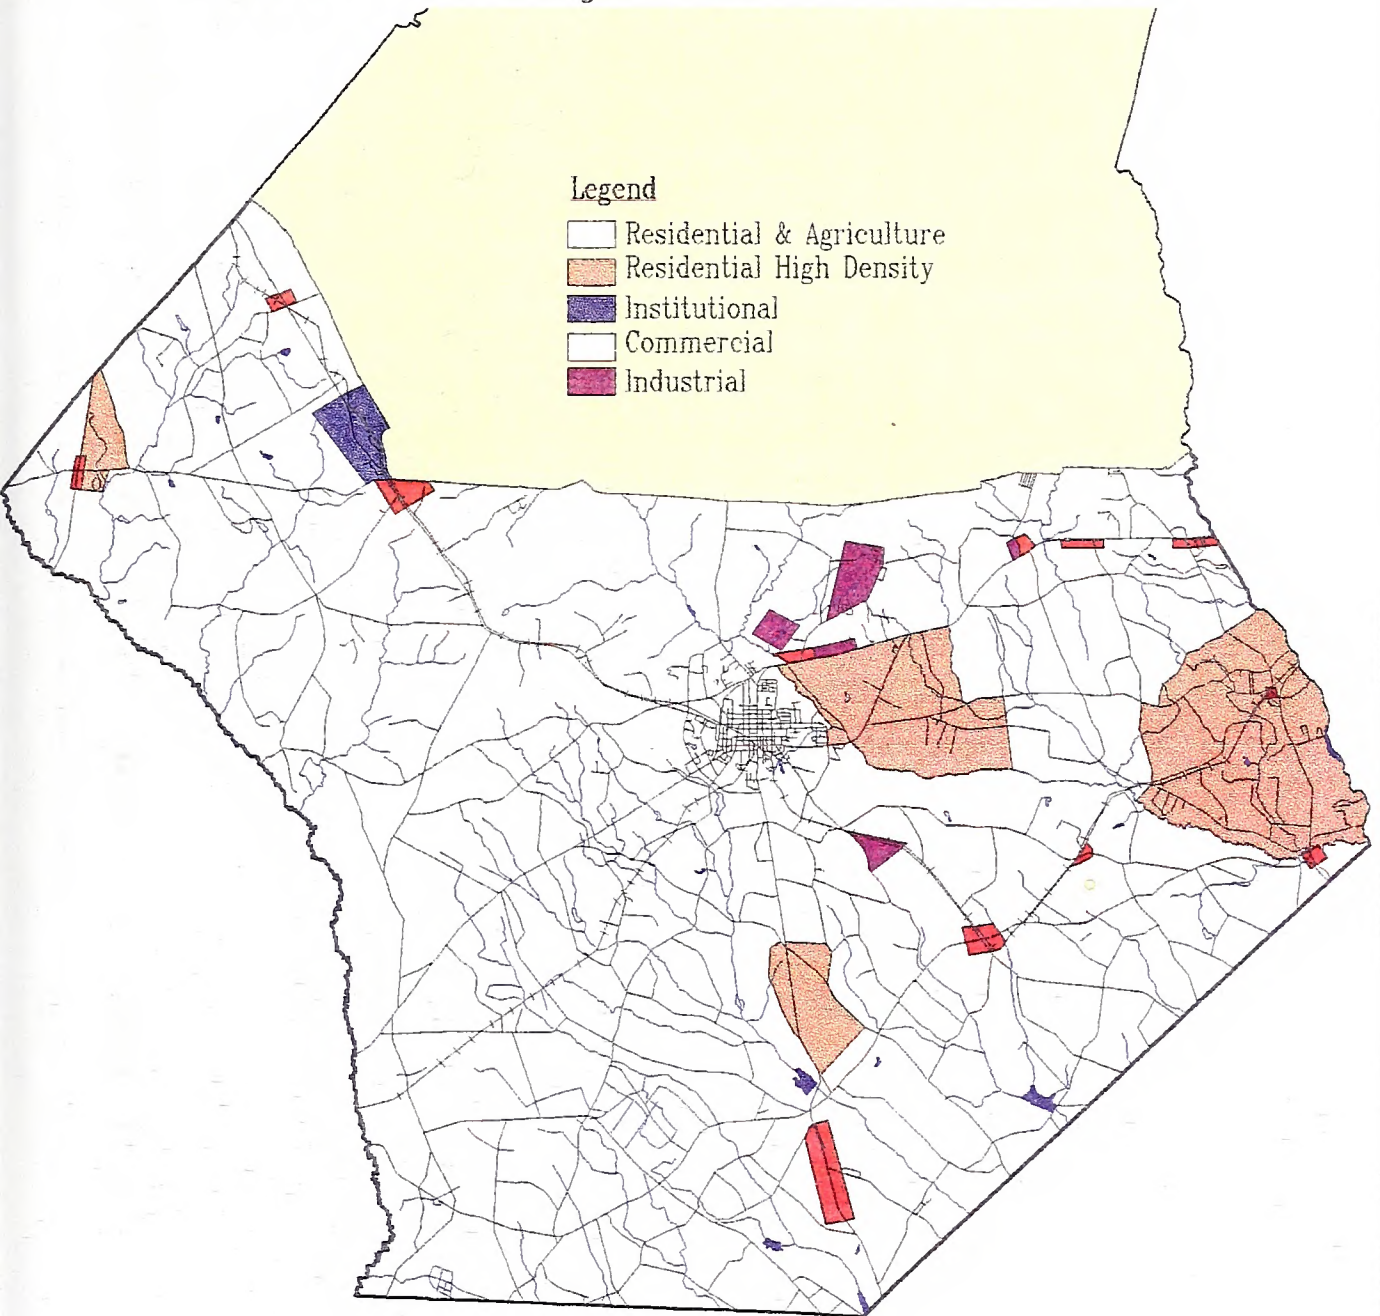 Legend
Residential & Agriculture
Residential High Density
Institutional
Commercial
Industrial